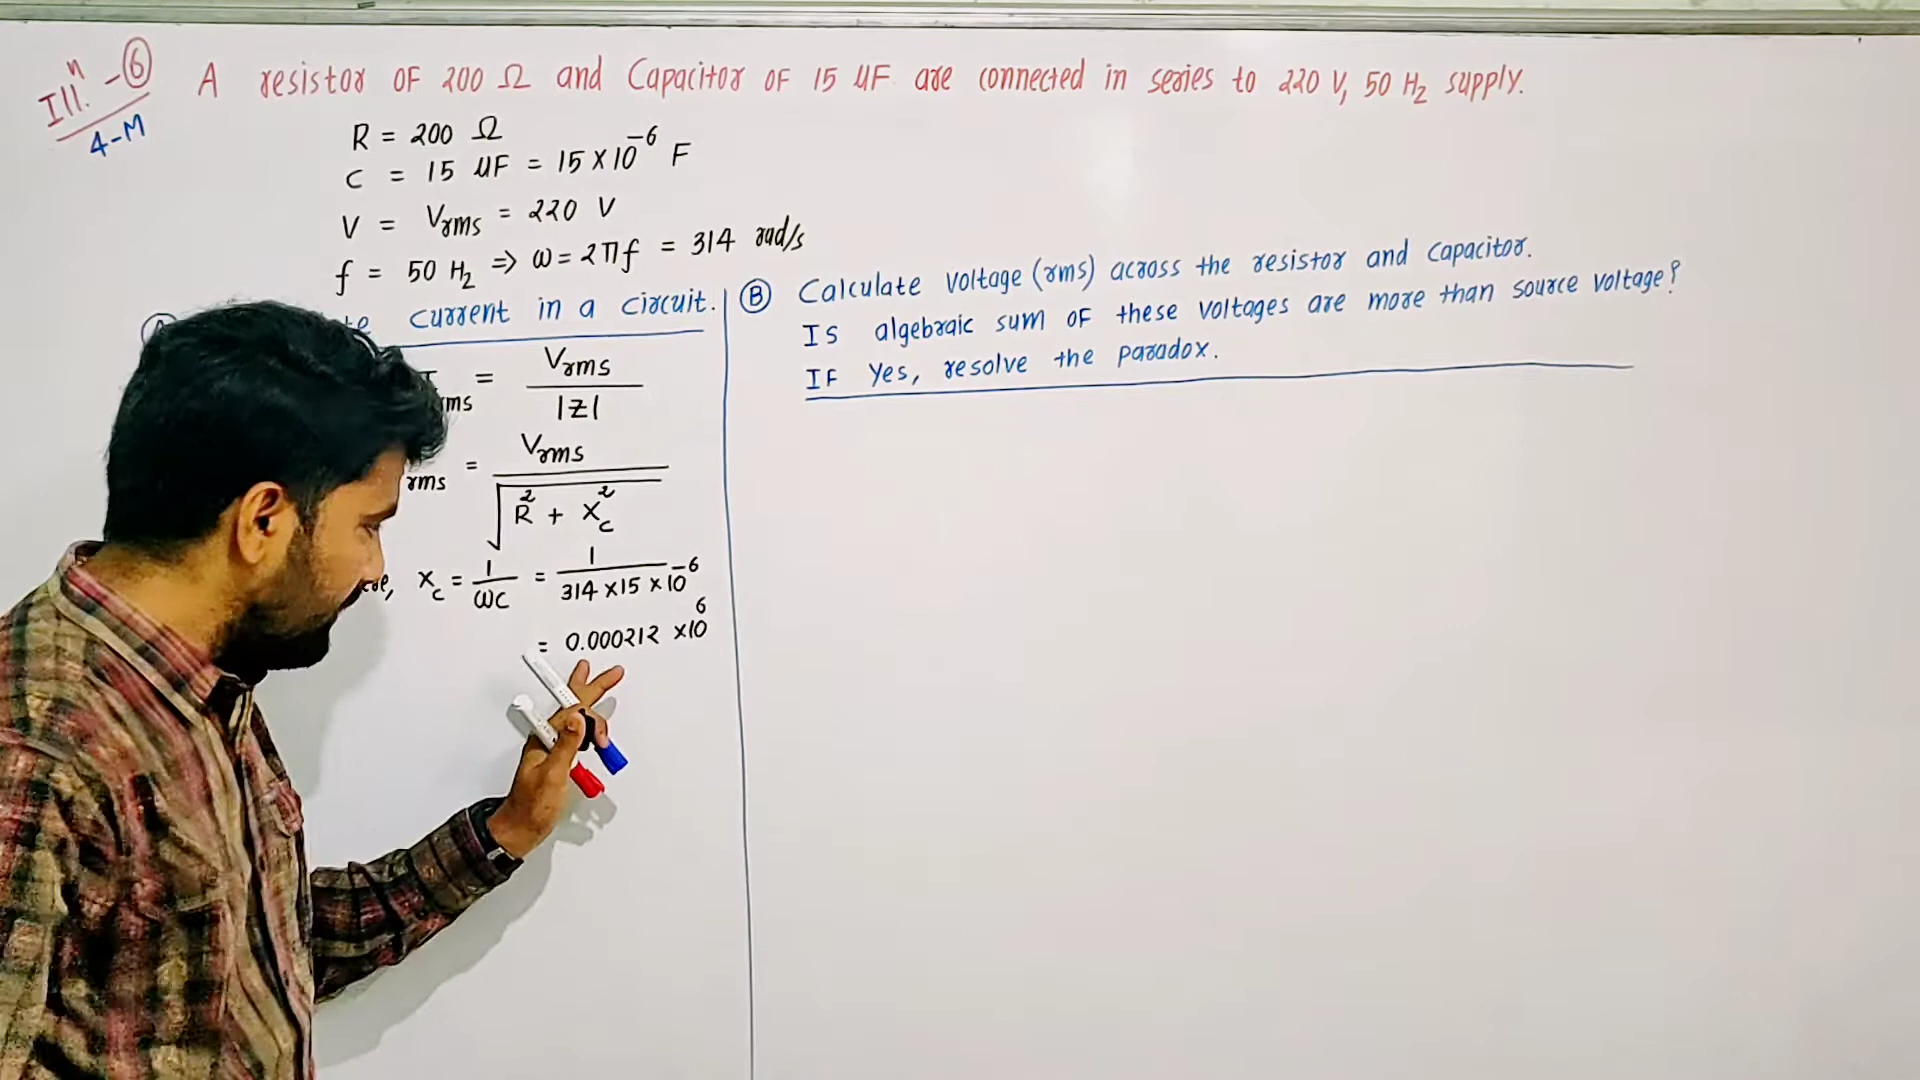 Illⁿ. - ⑥ A resistor OF 200 Ω and Capacitor OF 15 μF are connected in series to 220 V, 50 Hz supply.
4-M
R = 200 Ω
C = 15 μF = 15 × 10⁻⁶ F
V = Vrms = 220 V
f = 50 Hz ⇒ ω = 2πf = 314 rad/s
current in a circuit.
= Vrms / |Z|
rms = Vrms / √(R² + Xc²)
Xc = 1/ωC = 1 / (314 × 15 × 10⁻⁶)
= 0.000212 × 10⁶
Ⓑ Calculate voltage (rms) across the resistor and capacitor.
Is algebraic sum OF these voltages are more than source voltage?
IF Yes, resolve the paradox.